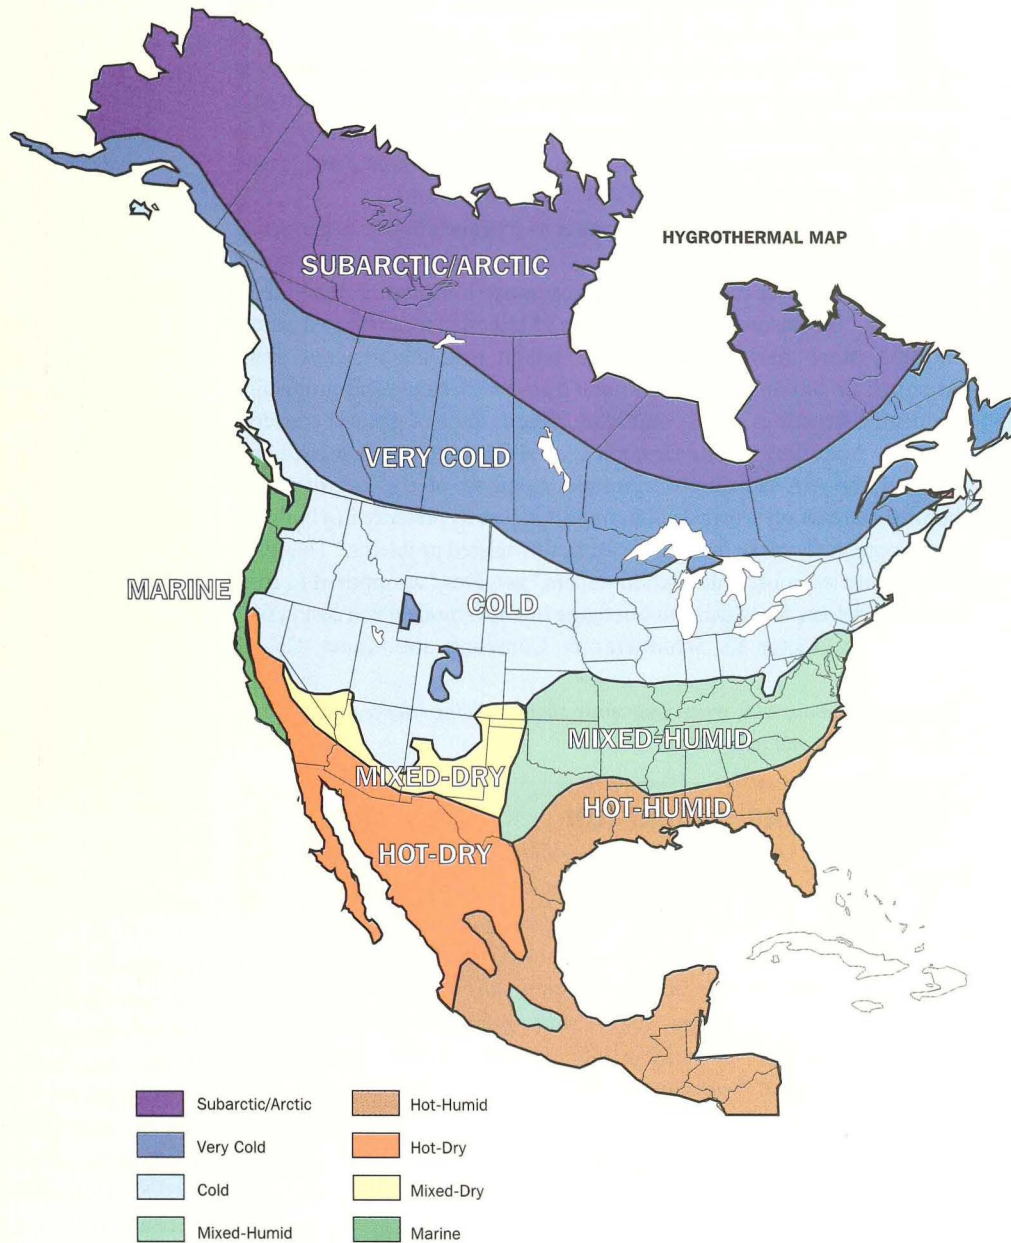 HYGROTHERMAL MAP
SUBARCTIC/ARCTIC
VERY COLD
MARINE
COLD
MIXED-HUMID
MIXED-DRY
HOT-HUMID
HOT-DRY
Subarctic/Arctic
Very Cold
Cold
Mixed-Humid
Hot-Humid
Hot-Dry
Mixed-Dry
Marine